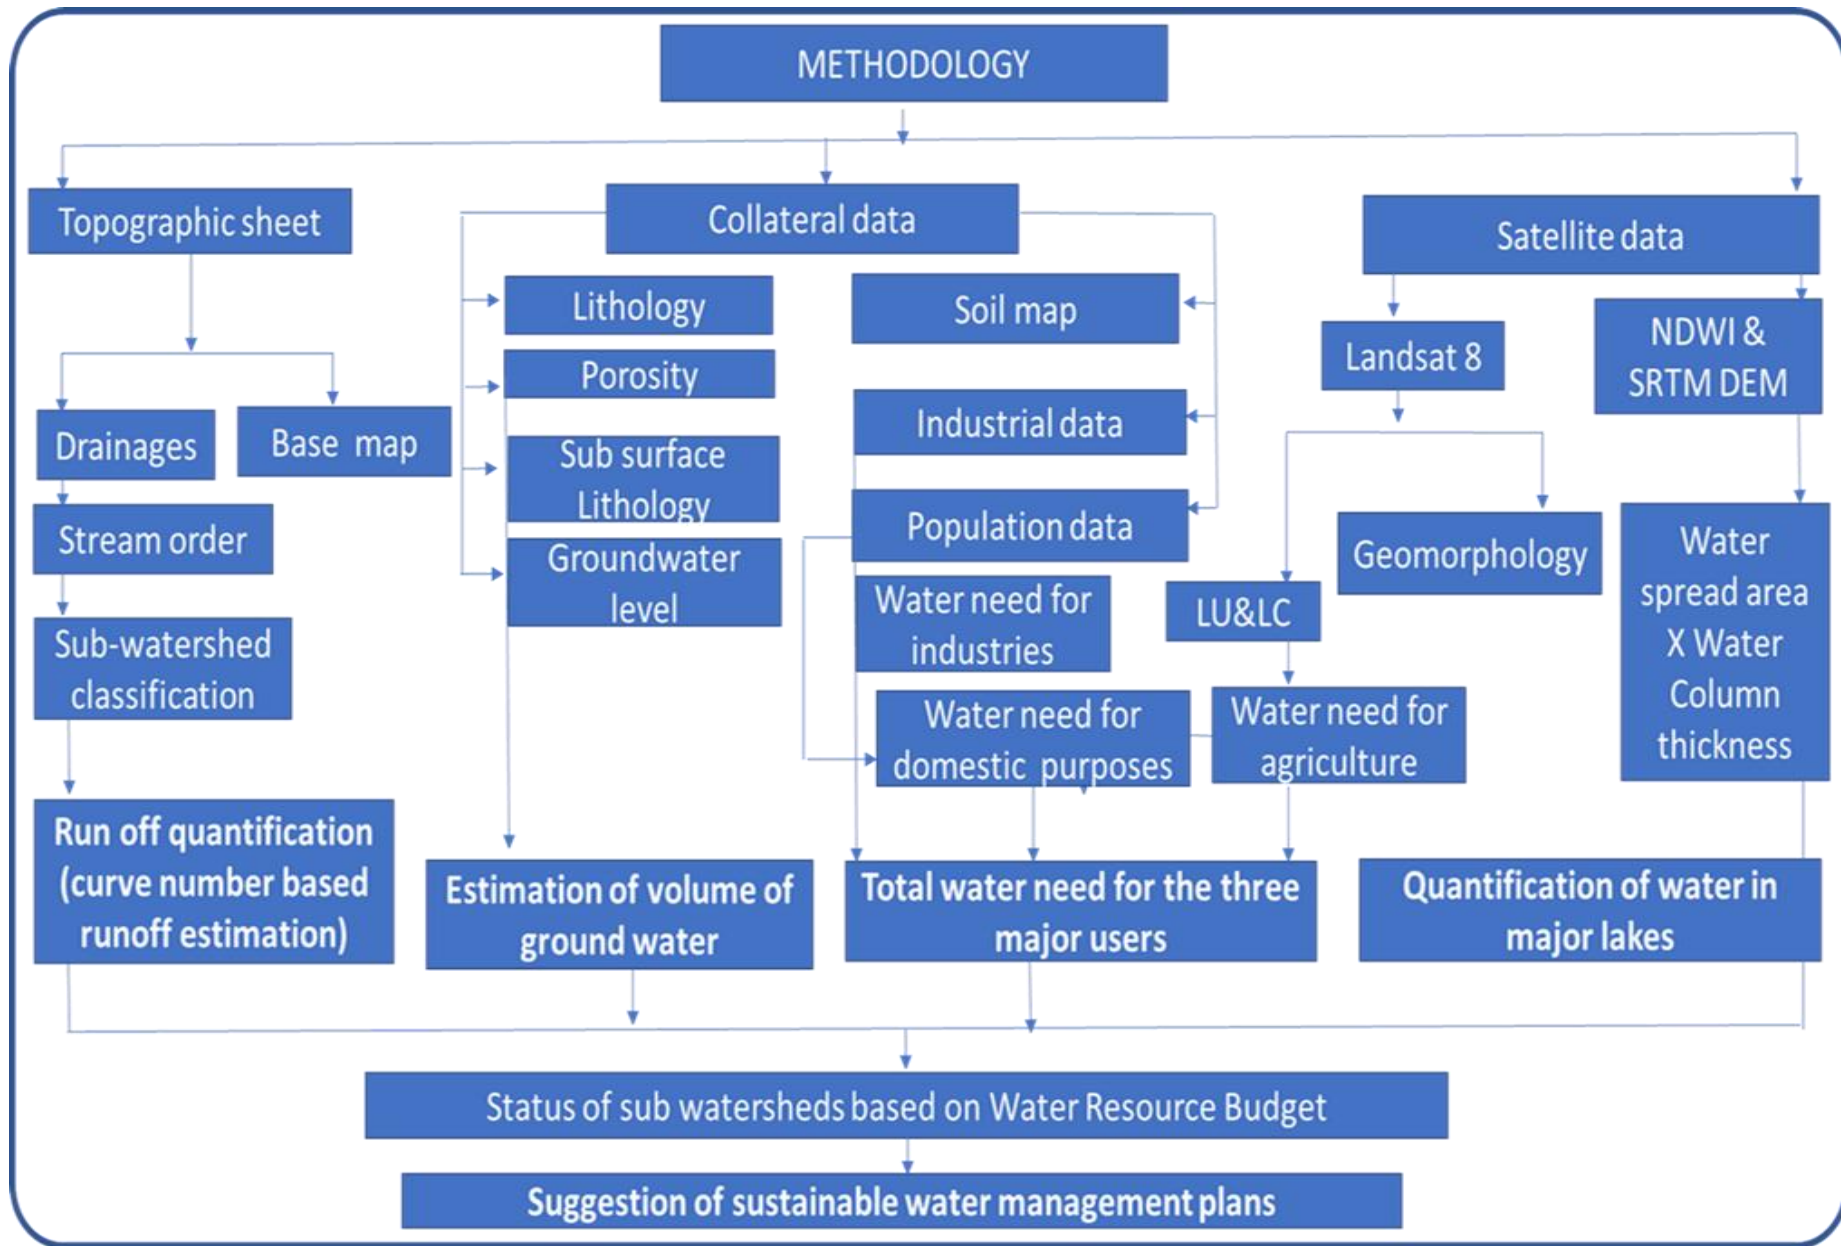 METHODOLOGY
Topographic sheet
Collateral data
Satellite data
Lithology
Soil map
NDWI &
SRTM DEM
Landsat 8
Porosity
Industrial data
Drainages
Base map
Sub surface
Lithology
Population data
Stream order
Geomorphology
Water
spread area
X Water
Column
thickness
Groundwater
level
Water need for
industries
LU&LC
Sub-watershed
classification
Water need for
domestic purposes
Water need for
agriculture
Run off quantification
(curve number based
runoff estimation)
Estimation of volume of
ground water
Total water need for the three
major users
Quantification of water in
major lakes
Status of sub watersheds based on Water Resource Budget
Suggestion of sustainable water management plans